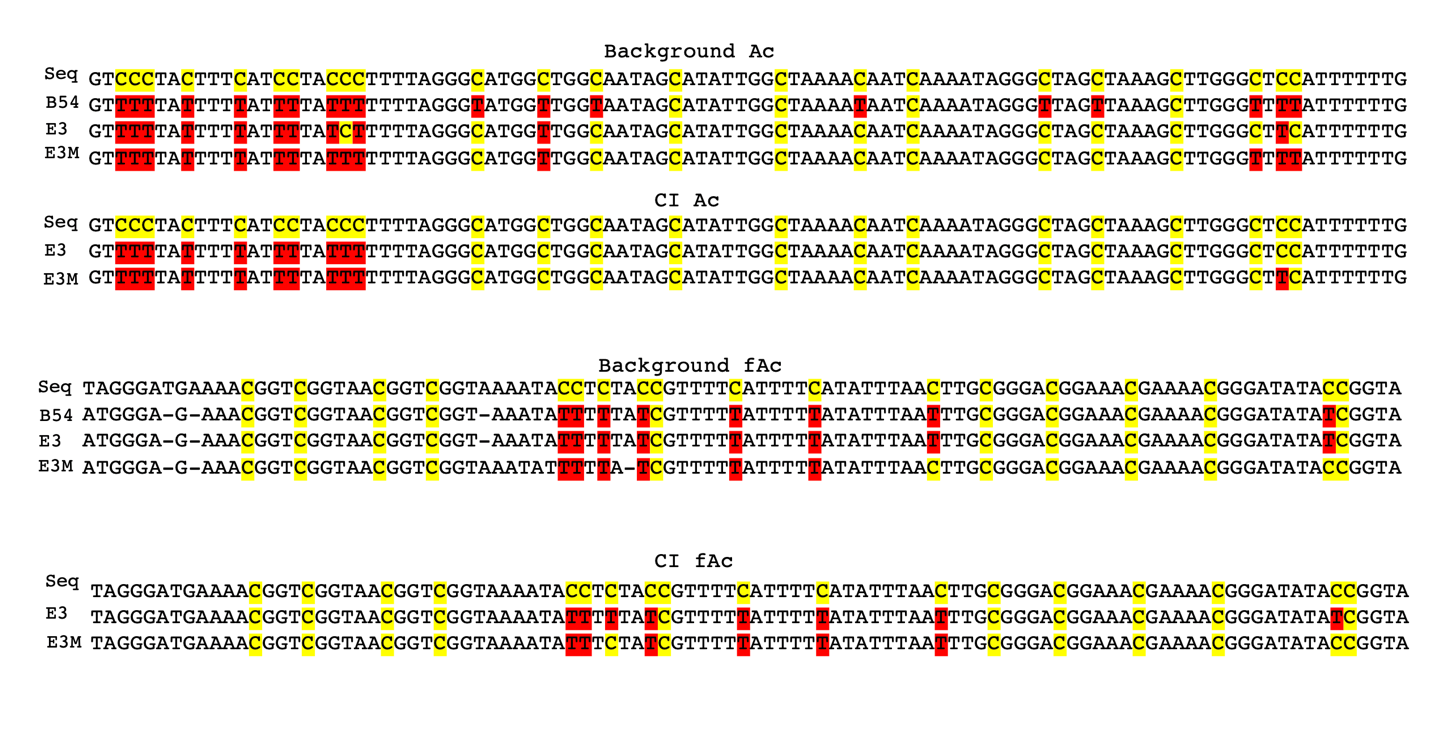 Background Ac
Seq GTCCCTACTTTCATCCTACCCTTTTAGGGCATGGCTGGCAATAGCATATTGGCTAAAACAATCAAAATAGGGCTAGCTAAAGCTTGGGCTCCATTTTTTG
B54 GTTTTTATTTTTATTTTATTTTTTTAGGGTATGGTTGGTAATAGCATATTGGCTAAAATAATCAAAATAGGGTTAGTTAAAGCTTGGGTTTTATTTTTTG
E3 GTTTTTATTTTTATTTTATCTTTTTAGGGCATGGTTGGCAATAGCATATTGGCTAAAACAATCAAAATAGGGCTAGCTAAAGCTTGGGCTTCATTTTTTG
E3M GTTTTTATTTTTATTTTATTTTTTTAGGGCATGGTTGGCAATAGCATATTGGCTAAAACAATCAAAATAGGGCTAGCTAAAGCTTGGGTTTTATTTTTTG
CI Ac
Seq GTCCCTACTTTCATCCTACCCTTTTAGGGCATGGCTGGCAATAGCATATTGGCTAAAACAATCAAAATAGGGCTAGCTAAAGCTTGGGCTCCATTTTTTG
E3 GTTTTTATTTTTATTTTATTTTTTTAGGGCATGGCTGGCAATAGCATATTGGCTAAAACAATCAAAATAGGGCTAGCTAAAGCTTGGGCTCCATTTTTTG
E3M GTTTTTATTTTTATTTTATTTTTTTAGGGCATGGCTGGCAATAGCATATTGGCTAAAACAATCAAAATAGGGCTAGCTAAAGCTTGGGCTTCATTTTTTG
Background fAc
Seq TAGGGATGAAAACGGTCGGTAACGGTCGGTAAAATACCTCTACCGTTTTCATTTTCATATTTAACTTGCGGGACGGAAACGAAAACGGGATATACCGGTA
B54 ATGGGA-G-AAACGGTCGGTAACGGTCGGT-AAATATTTTTATCGTTTTTATTTTTATATTTAATTTGCGGGACGGAAACGAAAACGGGATATATCGGTA
E3 ATGGGA-G-AAACGGTCGGTAACGGTCGGT-AAATATTTTTATCGTTTTTATTTTTATATTTAATTTGCGGGACGGAAACGAAAACGGGATATATCGGTA
E3M ATGGGA-G-AAACGGTCGGTAACGGTCGGTAAATATTTTTA-TCGTTTTTATTTTTATATTTAACTTGCGGGACGGAAACGAAAACGGGATATACCGGTA
CI fAc
Seq TAGGGATGAAAACGGTCGGTAACGGTCGGTAAAATACCTCTACCGTTTTCATTTTCATATTTAACTTGCGGGACGGAAACGAAAACGGGATATACCGGTA
E3 TAGGGATGAAAACGGTCGGTAACGGTCGGTAAAATATTTTTATCGTTTTTATTTTTATATTTAATTTGCGGGACGGAAACGAAAACGGGATATATCGGTA
E3M TAGGGATGAAAACGGTCGGTAACGGTCGGTAAAATATTTCTATCGTTTTTATTTTTATATTTAATTTGCGGGACGGAAACGAAAACGGGATATACCGGTA